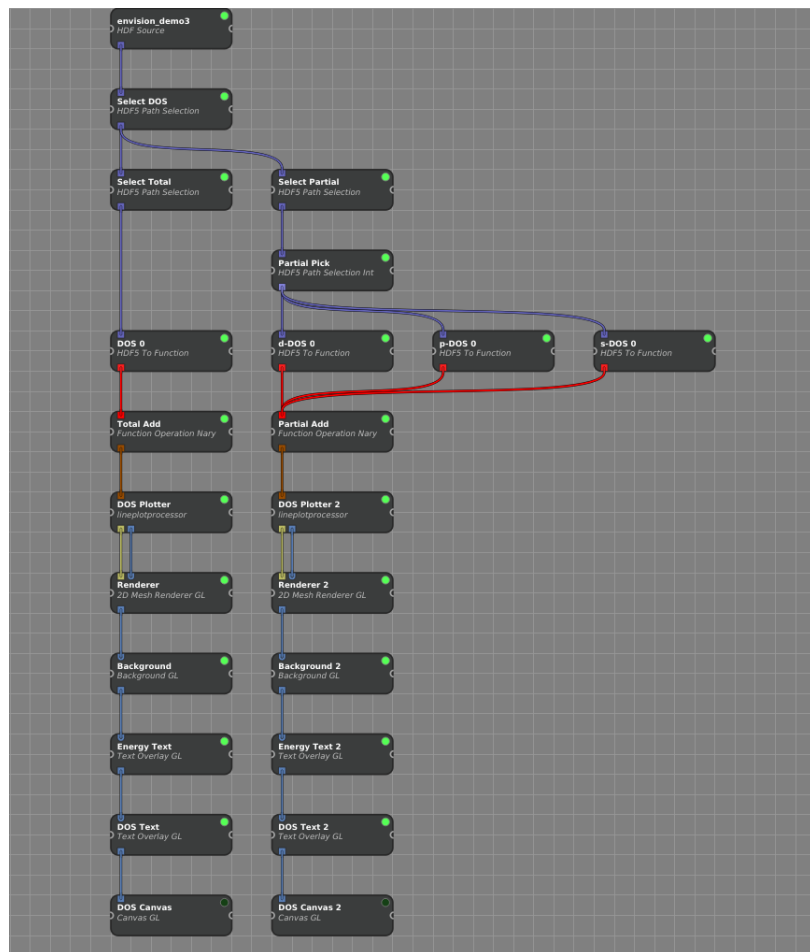 envision_demo3
HDF Source
Select DOS
HDF5 Path Selection
Select Total
HDF5 Path Selection
Select Partial
HDF5 Path Selection
Partial Pick
HDF5 Path Selection Int
DOS 0
HDF5 To Function
d-DOS 0
HDF5 To Function
p-DOS 0
HDF5 To Function
s-DOS 0
HDF5 To Function
Total Add
Function Operation Nary
Partial Add
Function Operation Nary
DOS Plotter
lineplotprocessor
DOS Plotter 2
lineplotprocessor
Renderer
2D Mesh Renderer GL
Renderer 2
2D Mesh Renderer GL
Background
Background GL
Background 2
Background GL
Energy Text
Text Overlay GL
Energy Text 2
Text Overlay GL
DOS Text
Text Overlay GL
DOS Text 2
Text Overlay GL
DOS Canvas
Canvas GL
DOS Canvas 2
Canvas GL